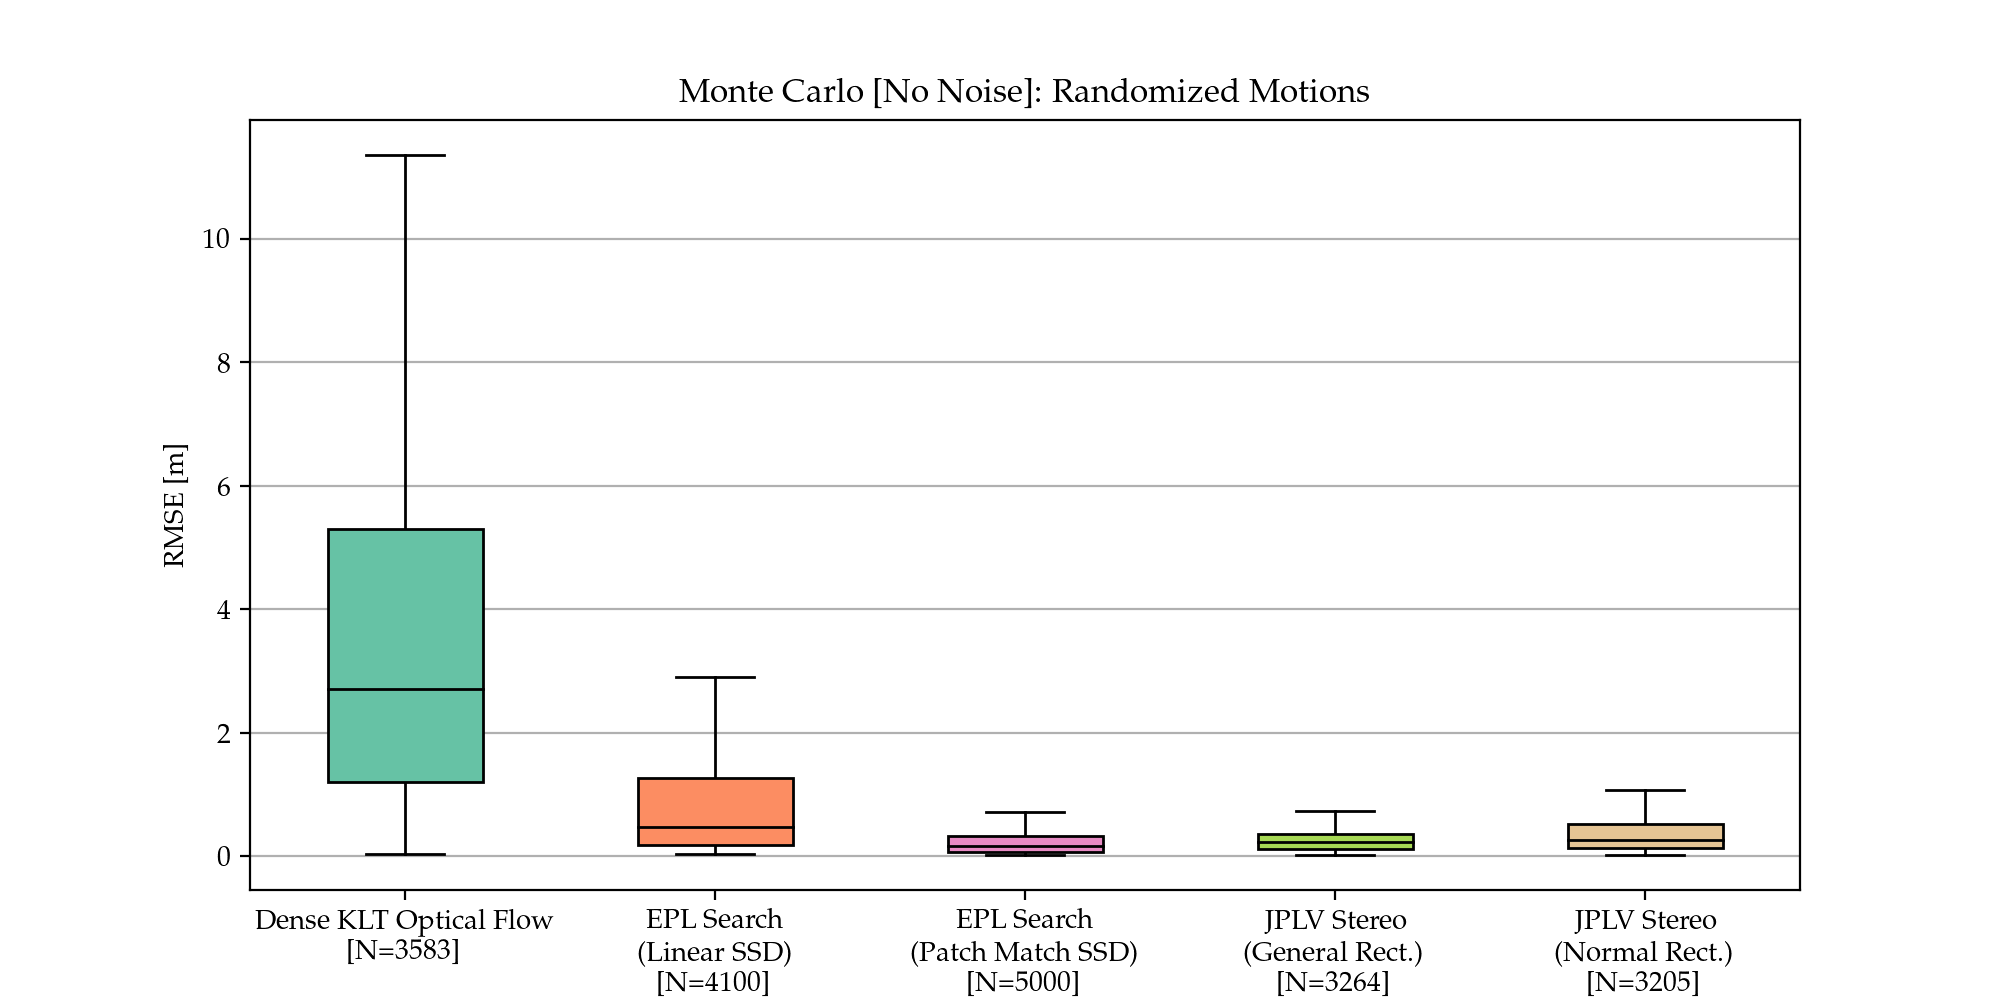 Monte Carlo [No Noise]: Randomized Motions
RMSE [m]
10
8
6
4
2
0
Dense KLT Optical Flow
[N=3583]
EPL Search
(Linear SSD)
[N=4100]
EPL Search
(Patch Match SSD)
[N=5000]
JPLV Stereo
(General Rect.)
[N=3264]
JPLV Stereo
(Normal Rect.)
[N=3205]